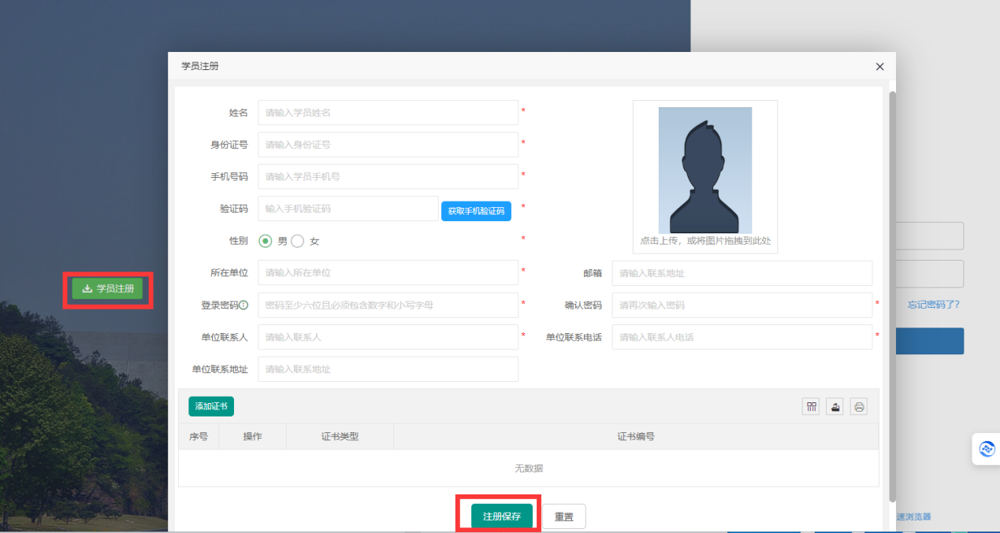 学员注册
姓名 请输入学员姓名 *
身份证号 请输入身份证号 *
手机号码 请输入学员手机号 *
验证码 输入手机验证码 获取手机验证码 *
点击上传，或将图片拖拽到此处
性别 男 女 *
所在单位 请输入所在单位 * 邮箱 请输入联系地址
学员注册
登录密码 密码至少六位且必须包含数字和小写字母 * 确认密码 请再次输入密码 * 忘记密码了?
单位联系人 请输入联系人 * 单位联系电话 请输入联系人电话 *
单位联系地址 请输入联系地址
添加证书
序号 操作 证书类型 证书编号
无数据
注册保存 重置
速浏览器